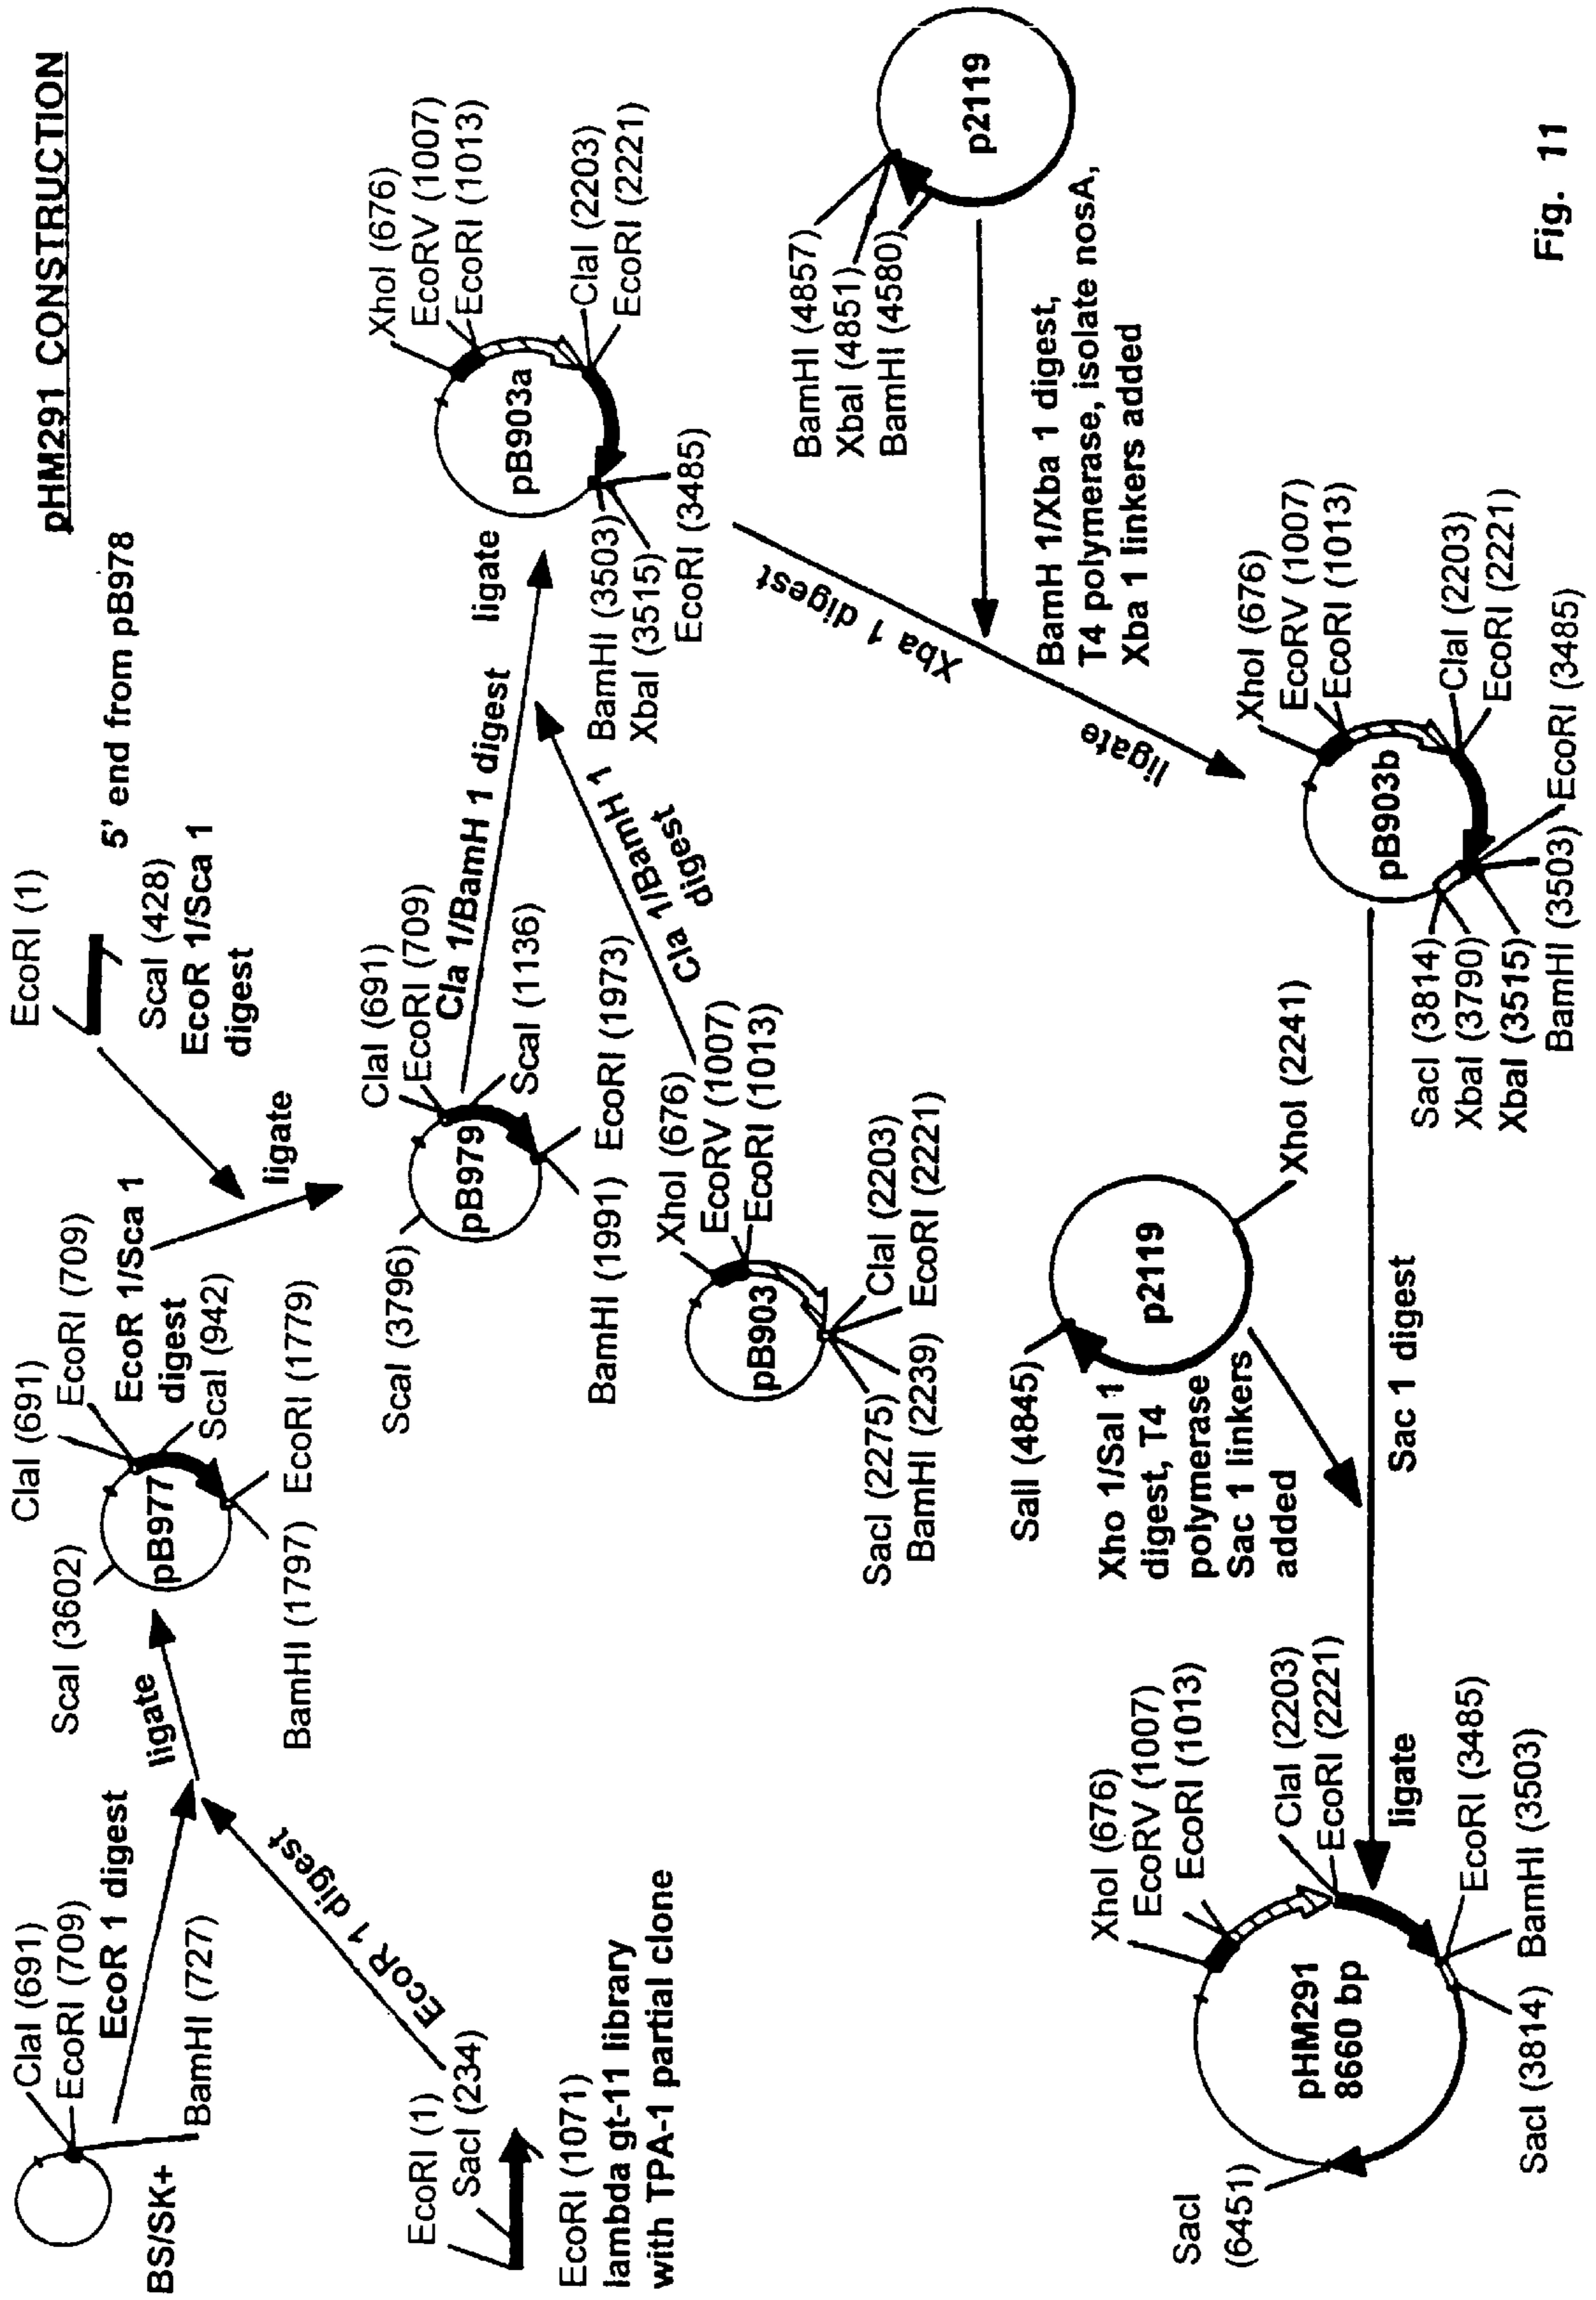 pHM291 CONSTRUCTION
ClaI (691)
EcoRI (709)
EcoR 1 digest
BamHI (727)
BS/SK+
EcoRI (1)
SacI (234)
EcoR 1 digest
EcoRI (1071)
lambda gt-11 library
with TPA-1 partial clone
ligate
ScaI (3602)
ClaI (691)
EcoRI (709)
EcoR 1/Sca 1
digest
ScaI (942)
pB977
BamHI (1797)
EcoRI (1779)
ligate
EcoRI (1)
5' end from pB978
ScaI (428)
EcoR 1/Sca 1
digest
ClaI (691)
EcoRI (709)
Cla 1/BamH 1 digest
ligate
ScaI (1136)
pB979
ScaI (3796)
BamHI (1991)
EcoRI (1973)
XhoI (676)
EcoRV (1007)
EcoRI (1013)
Cla 1/BamH 1
digest
pB903
ClaI (2203)
EcoRI (2221)
SacI (2275)
BamHI (2239)
XhoI (676)
EcoRV (1007)
EcoRI (1013)
pB903a
ClaI (2203)
EcoRI (2221)
BamHI (3503)
XbaI (3515)
EcoRI (3485)
Xba 1 digest
ligate
BamHI (4857)
XbaI (4851)
BamHI (4580)
p2119
BamH 1/Xba 1 digest,
T4 polymerase, isolate nosA,
Xba 1 linkers added
XhoI (676)
EcoRV (1007)
EcoRI (1013)
pB903b
ClaI (2203)
EcoRI (2221)
SacI (3814)
XbaI (3790)
XbaI (3515)
BamHI (3503)
EcoRI (3485)
SalI (4845)
p2119
XhoI (2241)
Xho 1/Sal 1
digest, T4
polymerase
Sac 1 linkers
added
Sac 1 digest
ligate
XhoI (676)
EcoRV (1007)
EcoRI (1013)
ClaI (2203)
EcoRI (2221)
pHM291
8660 bp
EcoRI (3485)
BamHI (3503)
SacI (3814)
SacI
(6451)
Fig. 11